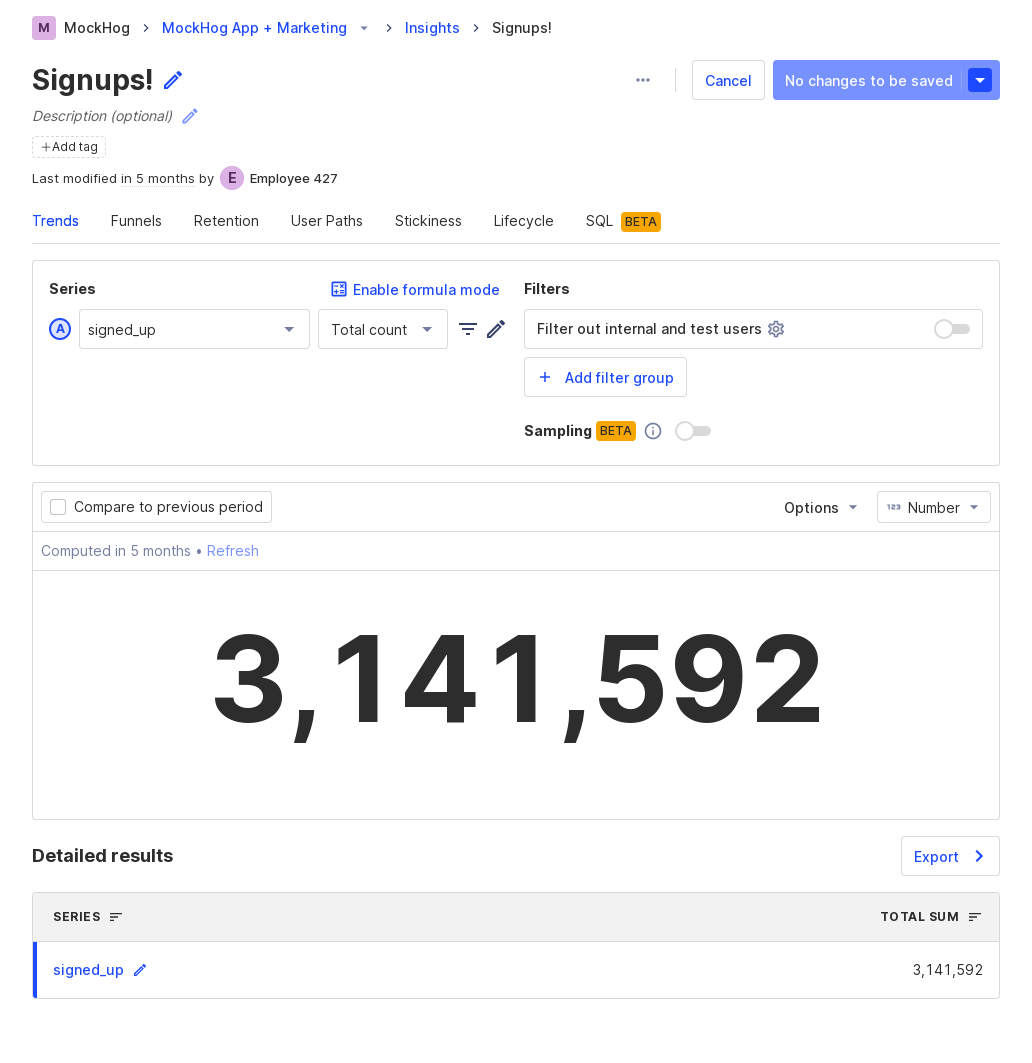 M MockHog MockHog App + Marketing Insights Signups!
Signups!
Cancel No changes to be saved
Description (optional)
+Add tag
Last modified in 5 months by E Employee 427
Trends Funnels Retention User Paths Stickiness Lifecycle SQL BETA
Series Enable formula mode
A signed_up Total count
Filters
Filter out internal and test users
+ Add filter group
Sampling BETA
Compare to previous period Options 123 Number
Computed in 5 months • Refresh
3,141,592
Detailed results Export
SERIES TOTAL SUM
signed_up 3,141,592